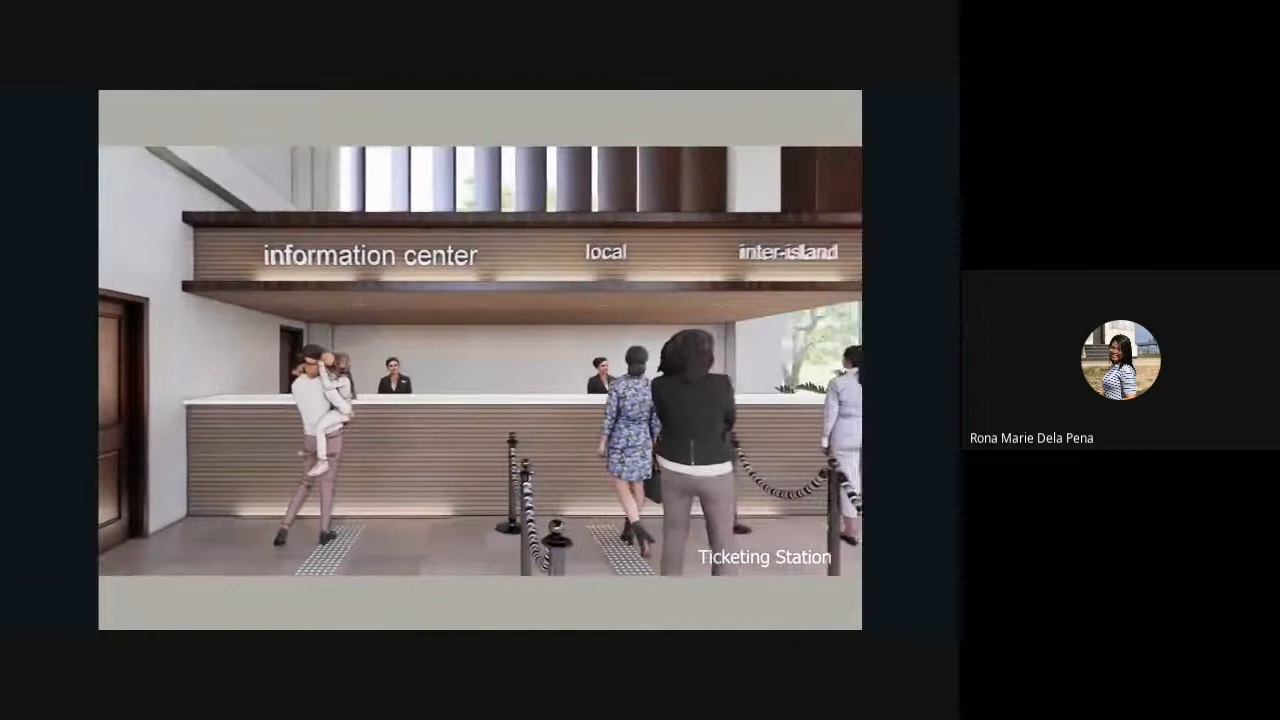 information center
local
inter-island
Ticketing Station
Rona Marie Dela Pena